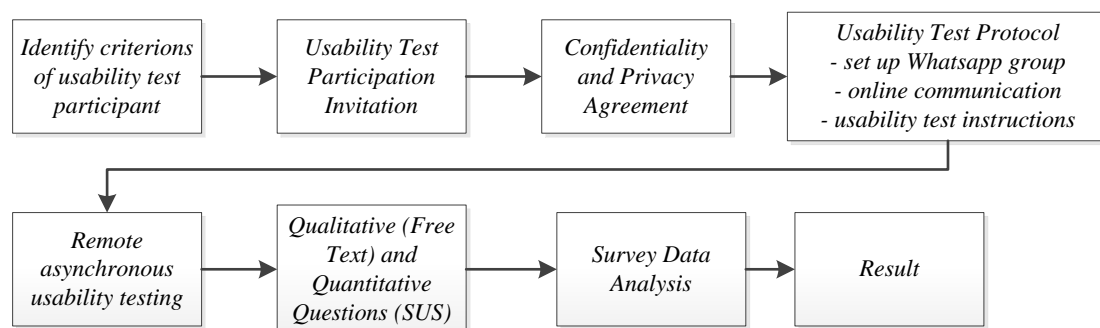 Identify criterions
of usability test
participant
Usability Test
Participation
Invitation
Confidentiality
and Privacy
Agreement
Usability Test Protocol
- set up Whatsapp group
- online communication
- usability test instructions
Remote
asynchronous
usability testing
Qualitative (Free
Text) and
Quantitative
Questions (SUS)
Survey Data
Analysis
Result